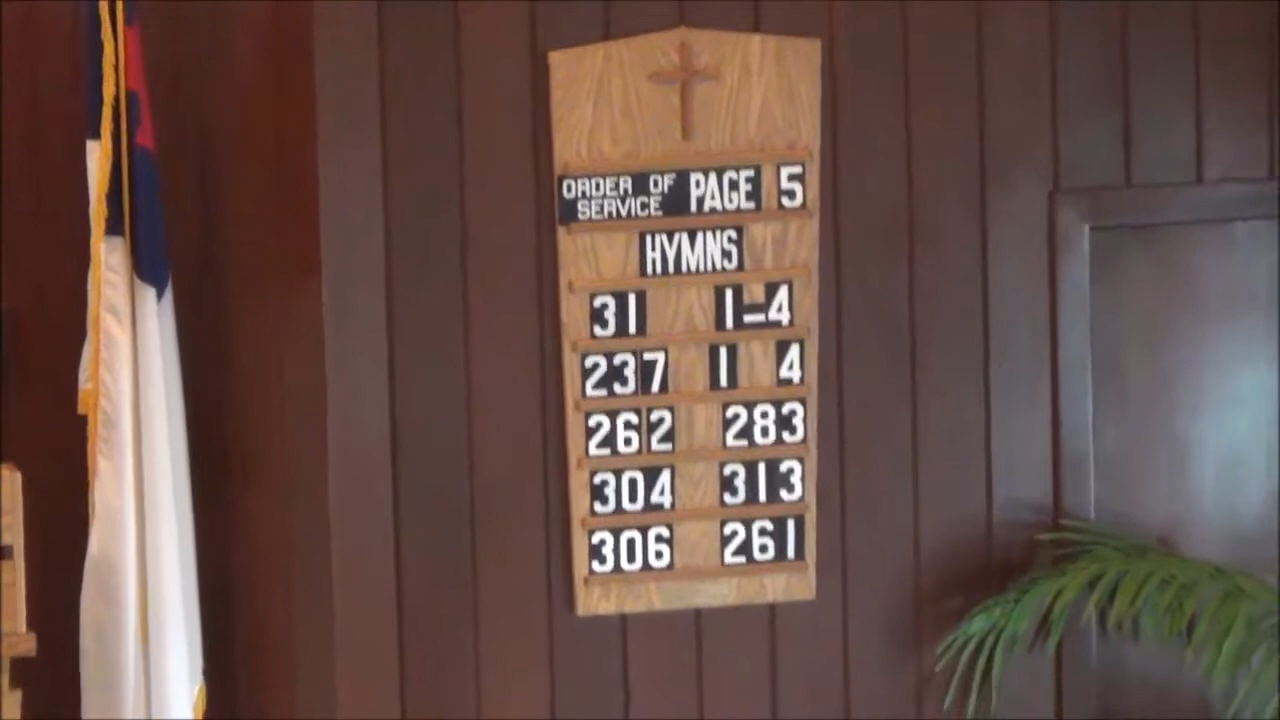 ORDER OF SERVICE PAGE 5
HYMNS
31 1-4
237 1 4
262 283
304 313
306 261